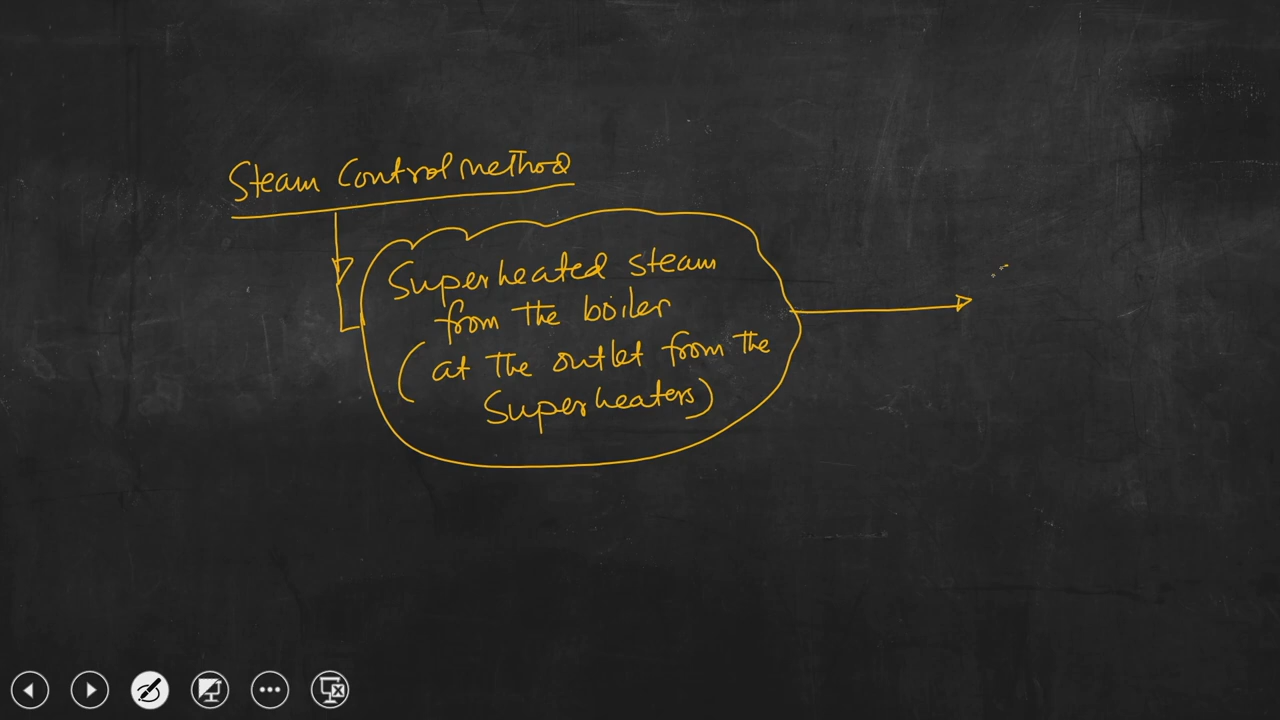 Steam Control method
Superheated steam
from the boiler
(at the outlet from the
Superheaters)